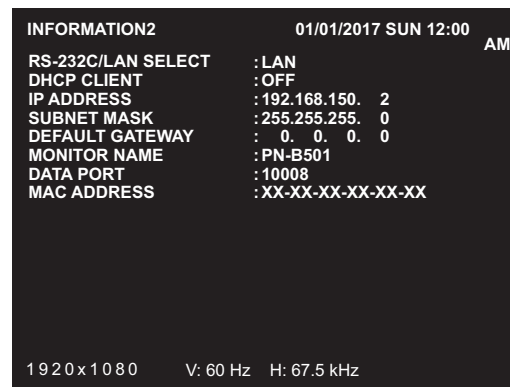 INFORMATION2 01/01/2017 SUN 12:00 AM
RS-232C/LAN SELECT :LAN
DHCP CLIENT :OFF
IP ADDRESS :192.168.150. 2
SUBNET MASK :255.255.255. 0
DEFAULT GATEWAY : 0. 0. 0. 0
MONITOR NAME :PN-B501
DATA PORT :10008
MAC ADDRESS :XX-XX-XX-XX-XX-XX
1920x1080 V: 60 Hz H: 67.5 kHz